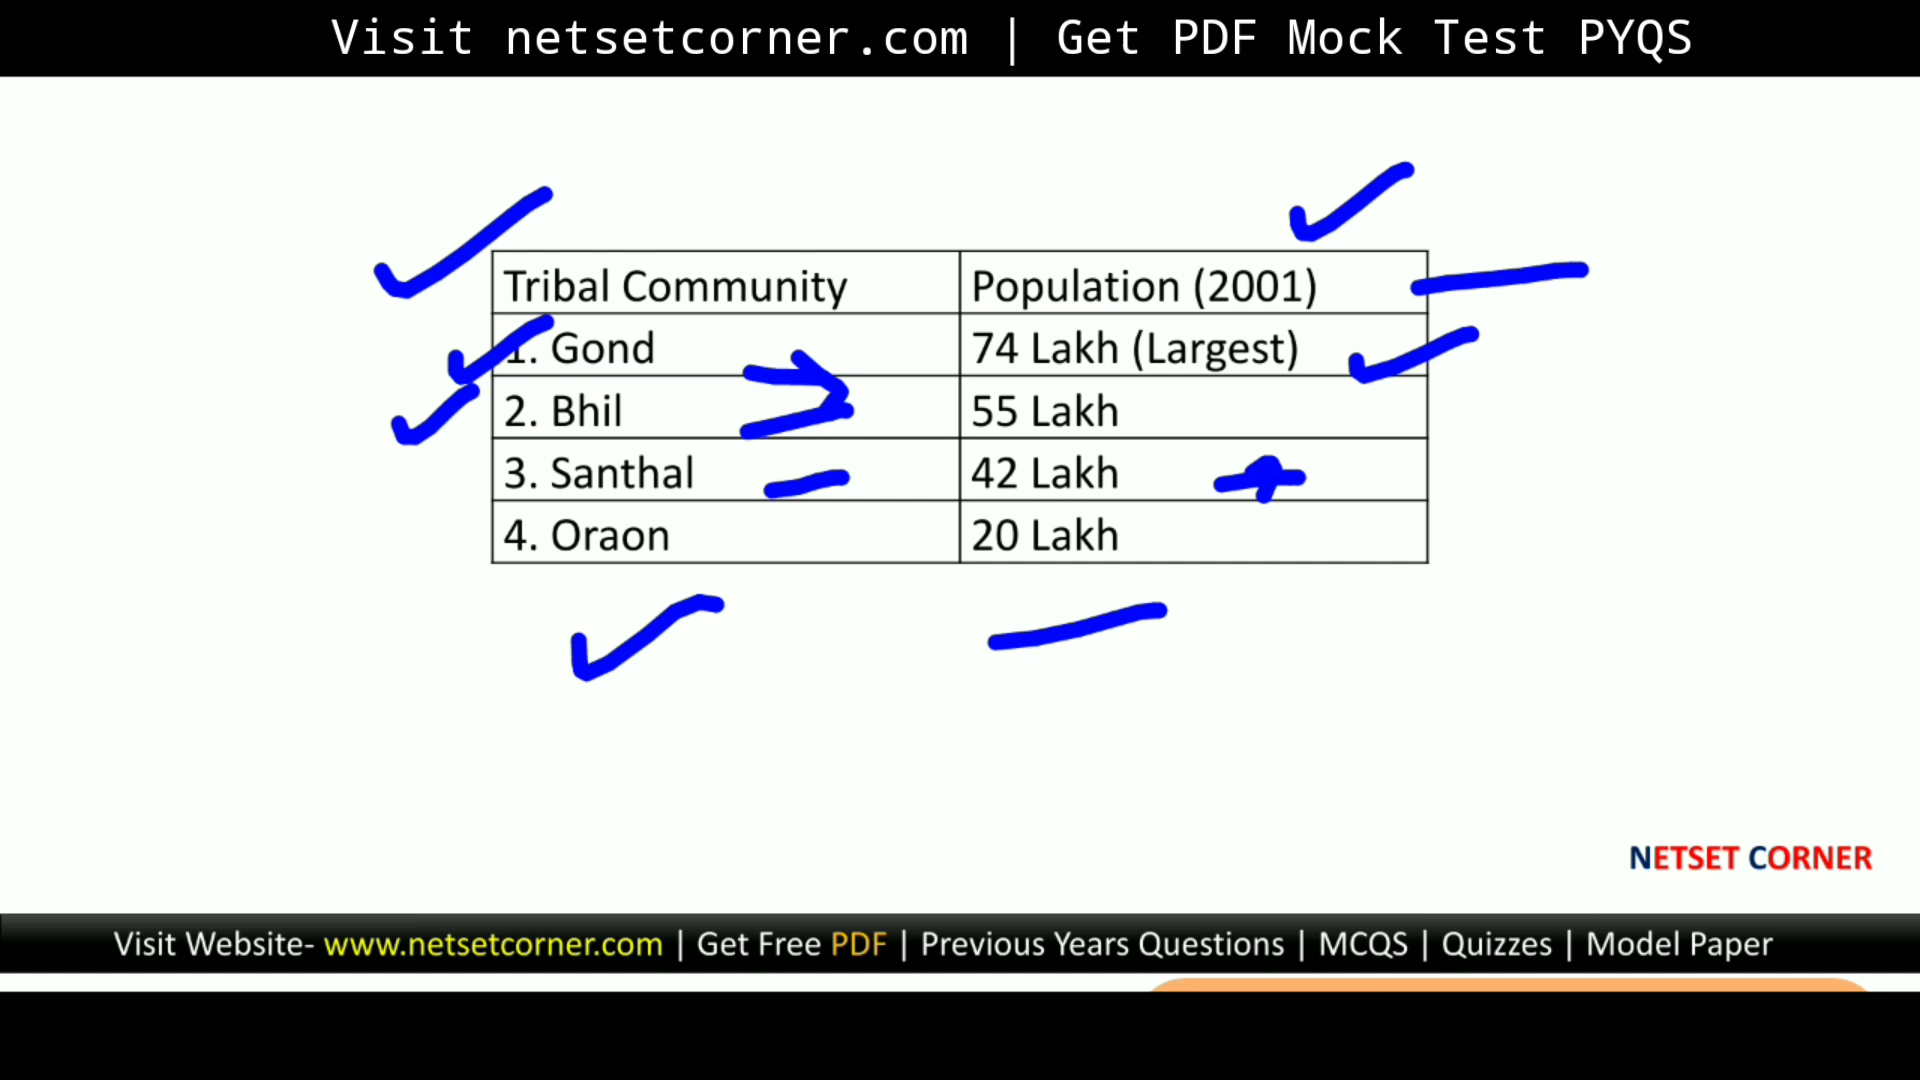 Visit netsetcorner.com | Get PDF Mock Test PYQS
Tribal Community Population (2001)
1. Gond 74 Lakh (Largest)
2. Bhil 55 Lakh
3. Santhal 42 Lakh
4. Oraon 20 Lakh
NETSET CORNER
Visit Website- www.netsetcorner.com | Get Free PDF | Previous Years Questions | MCQS | Quizzes | Model Paper